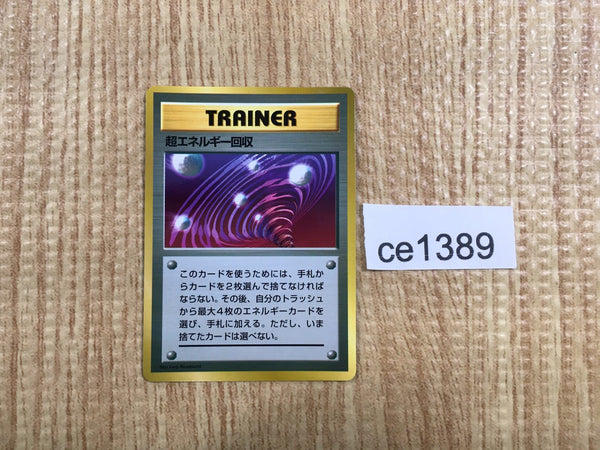 TRAINER
超エネルギー回収
このカードを使うためには、手札か
らカードを２枚選んで捨てなければ
ならない。その後、自分のトラッシュ
から最大４枚のエネルギーカードを
選び、手札に加える。ただし、いま
捨てたカードは選べない。
ce1389